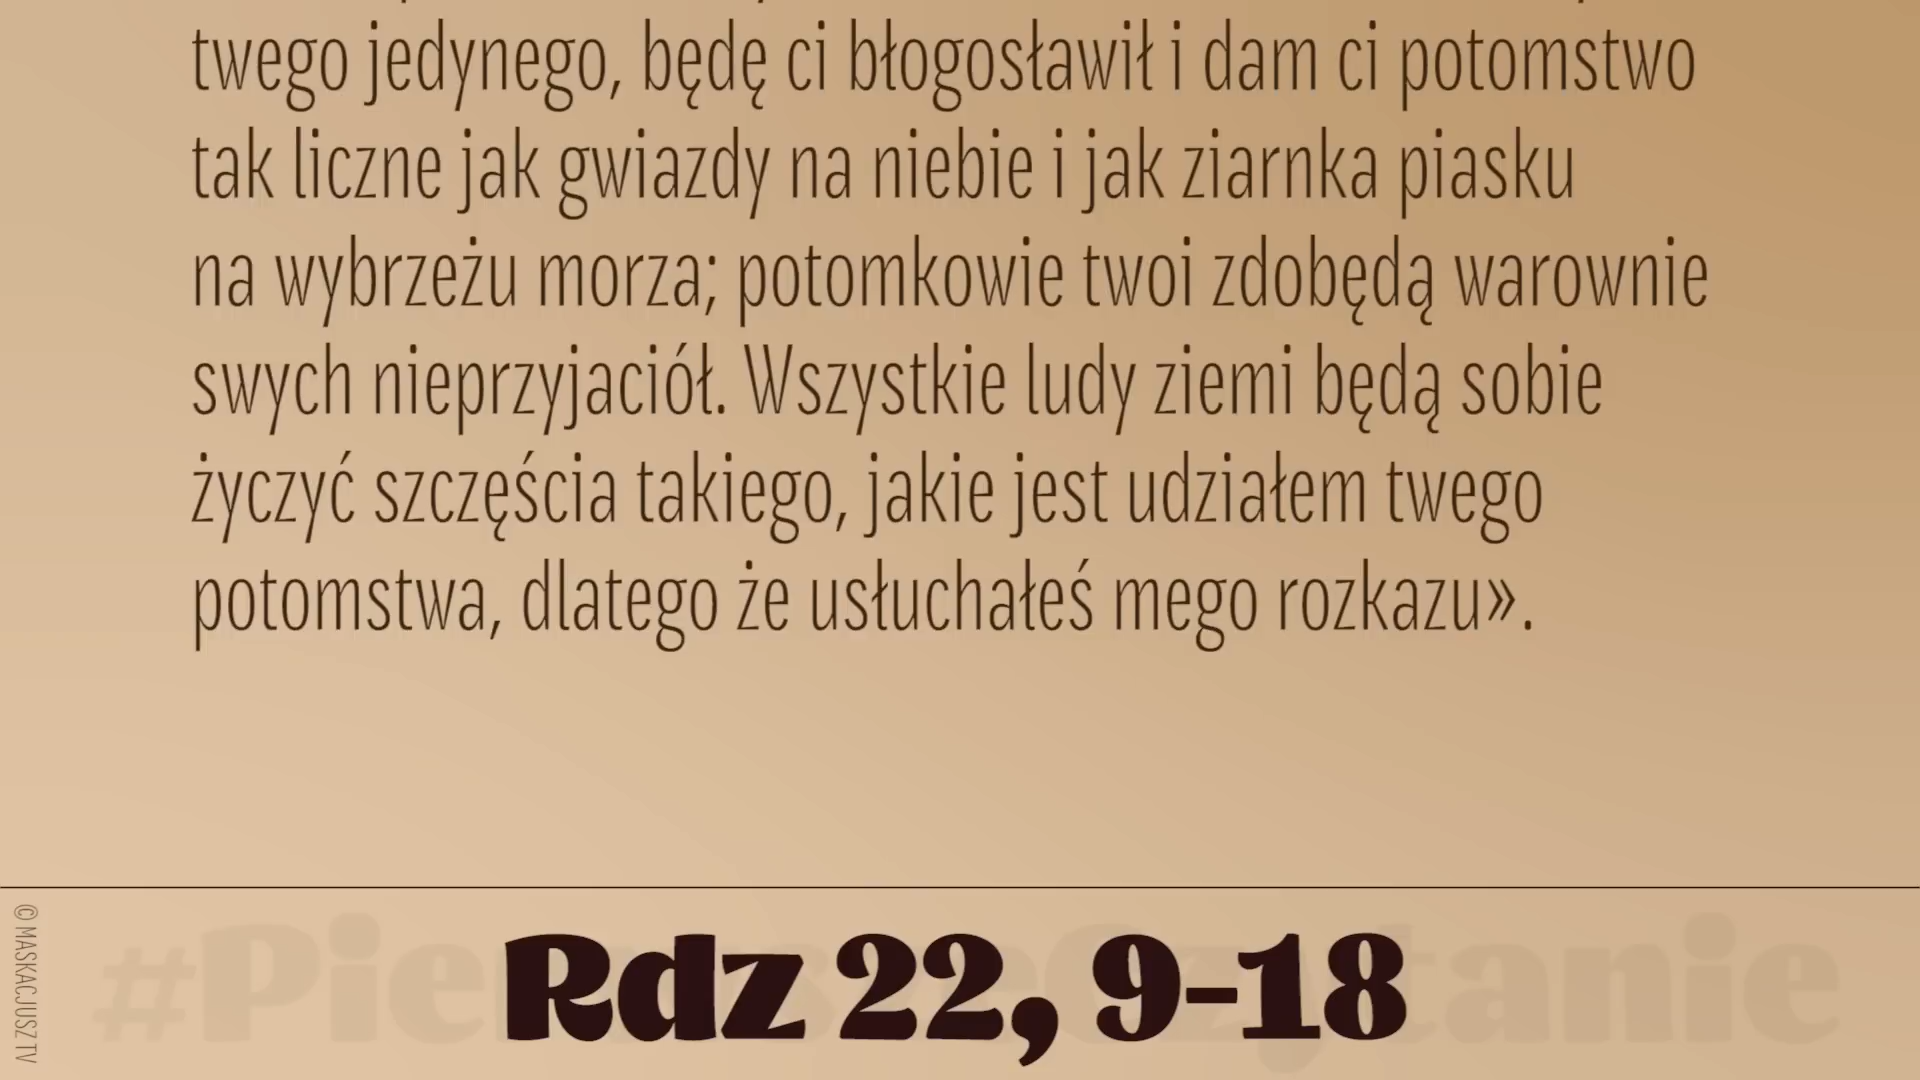 twego jedynego, będę ci błogosławił i dam ci potomstwo
tak liczne jak gwiazdy na niebie i jak ziarnka piasku
na wybrzeżu morza; potomkowie twoi zdobędą warownie
swych nieprzyjaciół. Wszystkie ludy ziemi będą sobie
życzyć szczęścia takiego, jakie jest udziałem twego
potomstwa, dlatego że usłuchałeś mego rozkazu».
© MASKACJUSZ TV
#PierwszeCzytanie
Rdz 22, 9-18